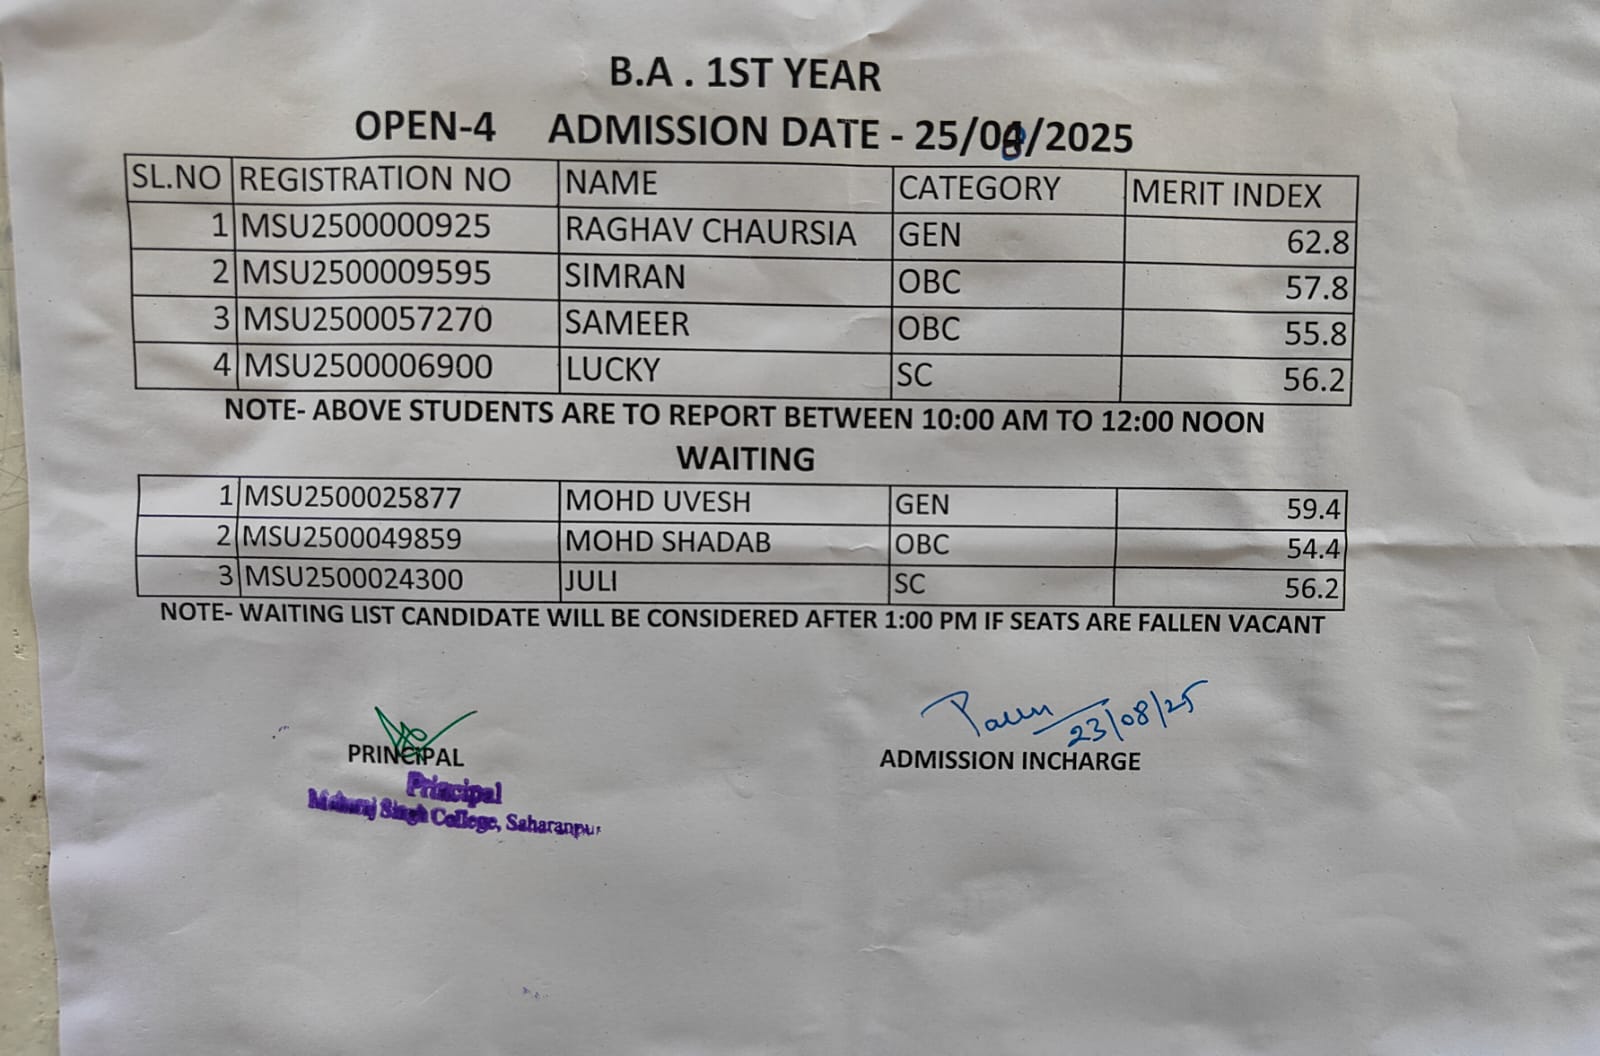 B.A . 1ST YEAR
OPEN-4 ADMISSION DATE - 25/08/2025
SL.NO REGISTRATION NO NAME CATEGORY MERIT INDEX
1 MSU2500000925 RAGHAV CHAURSIA GEN 62.8
2 MSU2500009595 SIMRAN OBC 57.8
3 MSU2500057270 SAMEER OBC 55.8
4 MSU2500006900 LUCKY SC 56.2
NOTE- ABOVE STUDENTS ARE TO REPORT BETWEEN 10:00 AM TO 12:00 NOON
WAITING
1 MSU2500025877 MOHD UVESH GEN 59.4
2 MSU2500049859 MOHD SHADAB OBC 54.4
3 MSU2500024300 JULI SC 56.2
NOTE- WAITING LIST CANDIDATE WILL BE CONSIDERED AFTER 1:00 PM IF SEATS ARE FALLEN VACANT
23/08/25
PRINCIPAL ADMISSION INCHARGE
Principal
Maharaj Singh College, Saharanpur